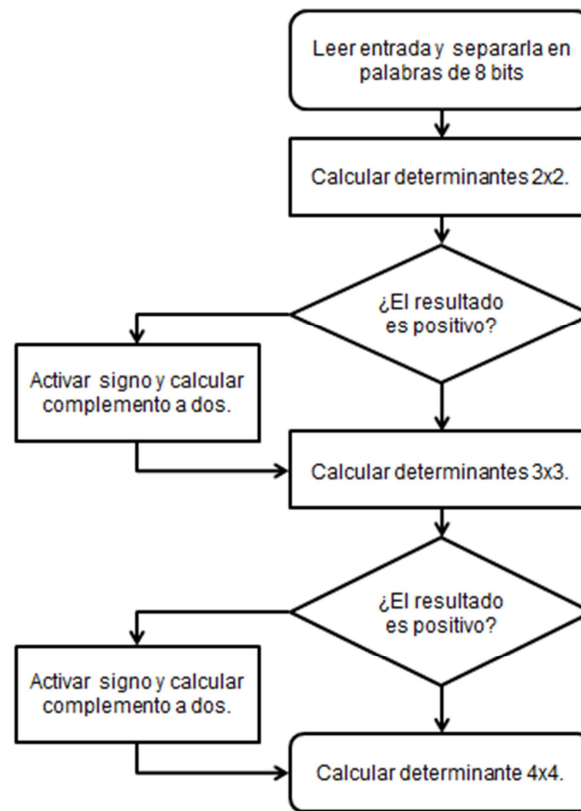 Leer entrada y separarla en
palabras de 8 bits
Calcular determinantes 2x2.
¿El resultado
es positivo?
Activar signo y calcular
complemento a dos.
Calcular determinantes 3x3.
¿El resultado
es positivo?
Activar signo y calcular
complemento a dos.
Calcular determinante 4x4.